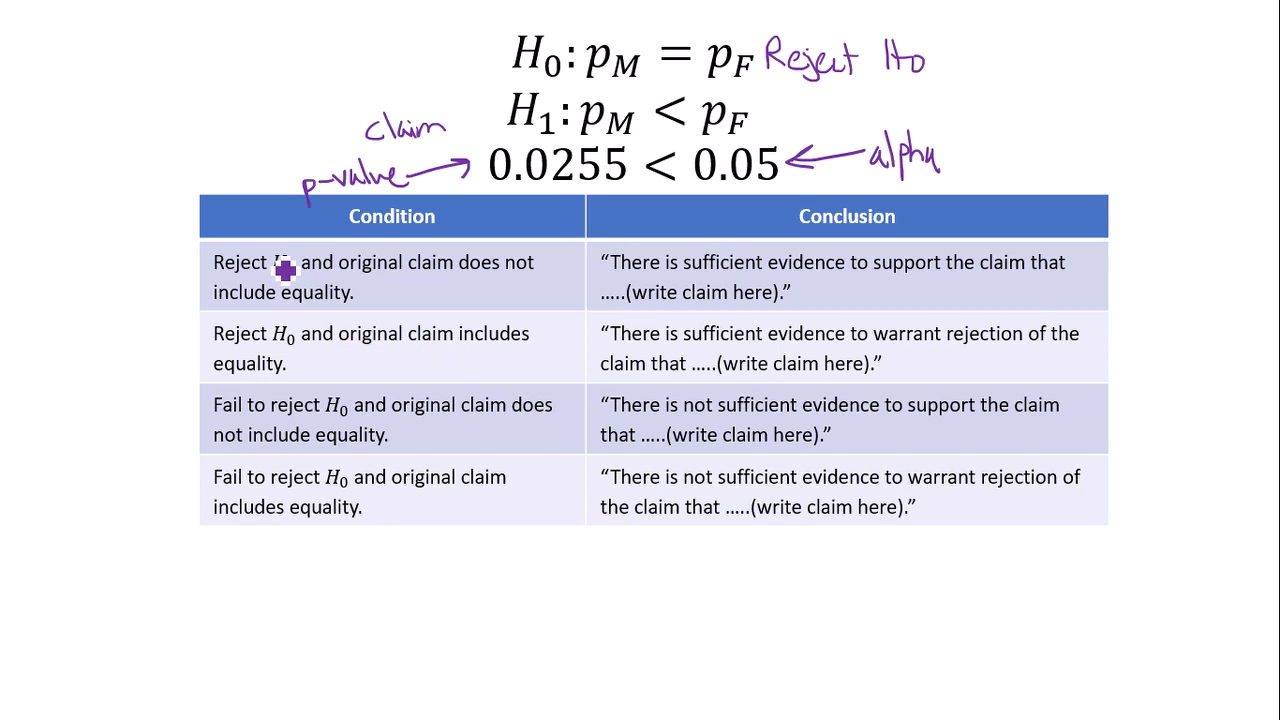 H₀: p_M = p_F Reject H₀
H₁: p_M < p_F
claim
p-value → 0.0255 < 0.05 ← alpha
Condition Conclusion
Reject H₀ and original claim does not include equality.
“There is sufficient evidence to support the claim that
…..(write claim here).”
Reject H₀ and original claim includes
equality.
“There is sufficient evidence to warrant rejection of the
claim that …..(write claim here).”
Fail to reject H₀ and original claim does
not include equality.
“There is not sufficient evidence to support the claim
that …..(write claim here).”
Fail to reject H₀ and original claim
includes equality.
“There is not sufficient evidence to warrant rejection of
the claim that …..(write claim here).”